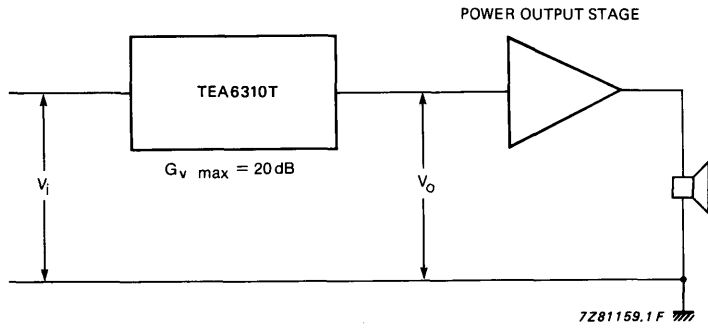 POWER OUTPUT STAGE
TEA6310T
Gv max = 20 dB
Vi
Vo
7Z81159.1 F